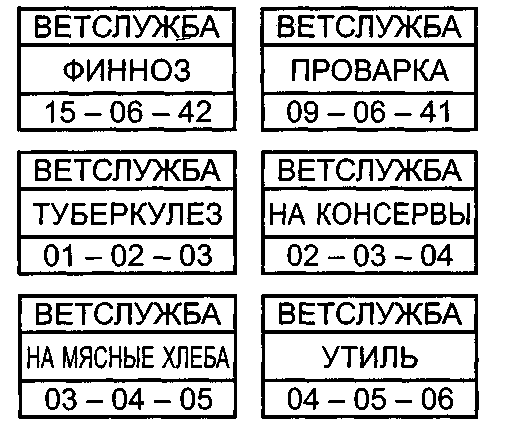 ВЕТСЛУЖБА
ФИННОЗ
15 – 06 – 42
ВЕТСЛУЖБА
ПРОВАРКА
09 – 06 – 41
ВЕТСЛУЖБА
ТУБЕРКУЛЕЗ
01 – 02 – 03
ВЕТСЛУЖБА
НА КОНСЕРВЫ
02 – 03 – 04
ВЕТСЛУЖБА
НА МЯСНЫЕ ХЛЕБА
03 – 04 – 05
ВЕТСЛУЖБА
УТИЛЬ
04 – 05 – 06